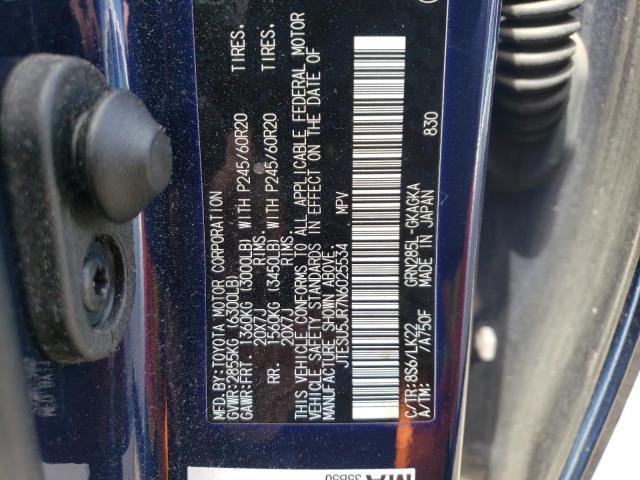 MFD.BY:TOYOTA MOTOR CORPORATION
GVWR:2855KG (6300LB)
GAWR:FRT. 1360KG (3000LB) WITH P245/60R20 TIRES.
20X7J RIMS.
RR. 1560KG (3450LB) WITH P245/60R20 TIRES.
20X7J RIMS.
THIS VEHICLE CONFORMS TO ALL APPLICABLE FEDERAL MOTOR
VEHICLE SAFETY STANDARDS IN EFFECT ON THE DATE OF
MANUFACTURE SHOWN ABOVE.
JTESU5JR7N6025534 MPV
830
C/TR:8S6/LK22 GRN285L-GKAGKA
A/TM: /A750F MADE IN JAPAN
35B50